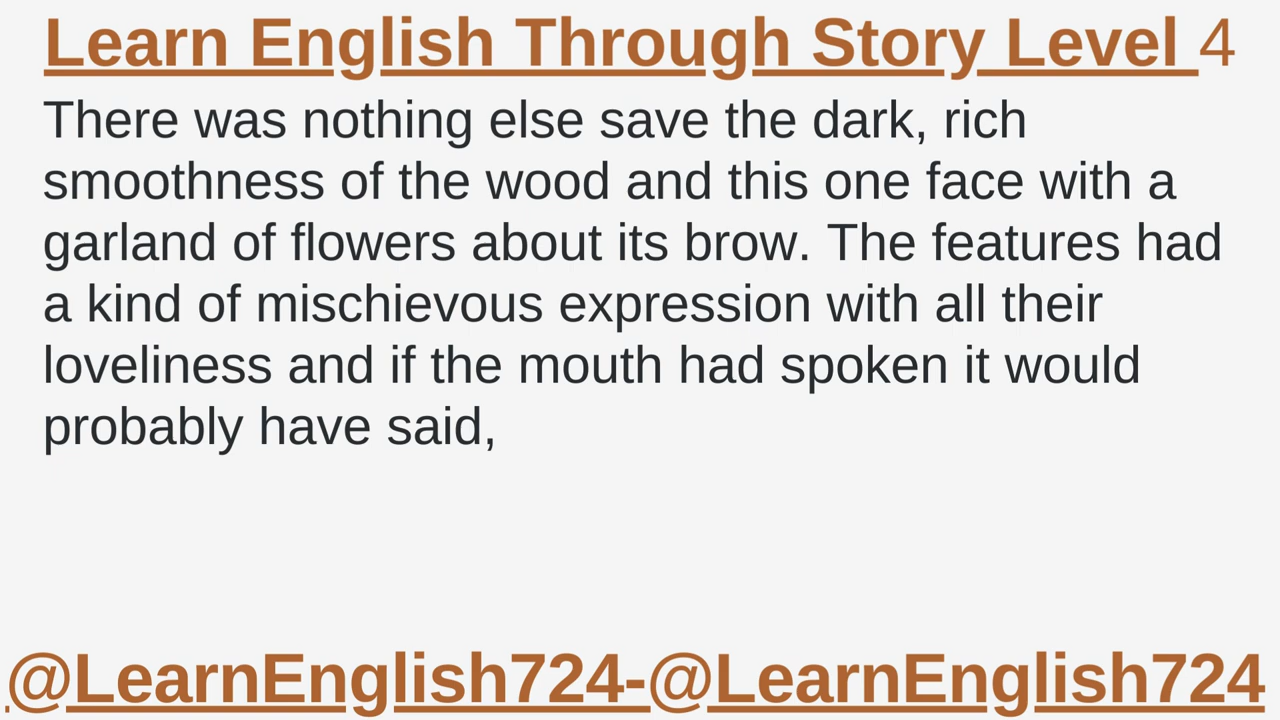 Learn English Through Story Level 4
There was nothing else save the dark, rich
smoothness of the wood and this one face with a
garland of flowers about its brow. The features had
a kind of mischievous expression with all their
loveliness and if the mouth had spoken it would
probably have said,
.@LearnEnglish724-@LearnEnglish724